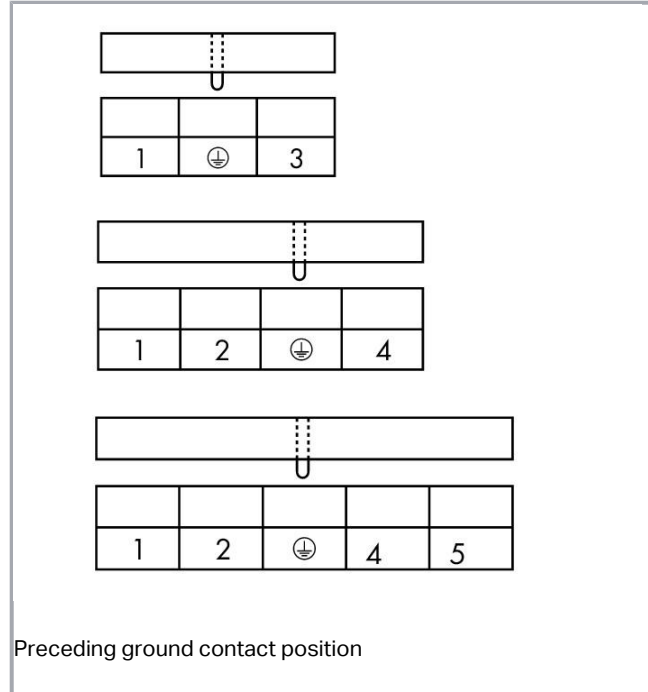 1 ⏚ 3
1 2 ⏚ 4
1 2 ⏚ 4 5
Preceding ground contact position